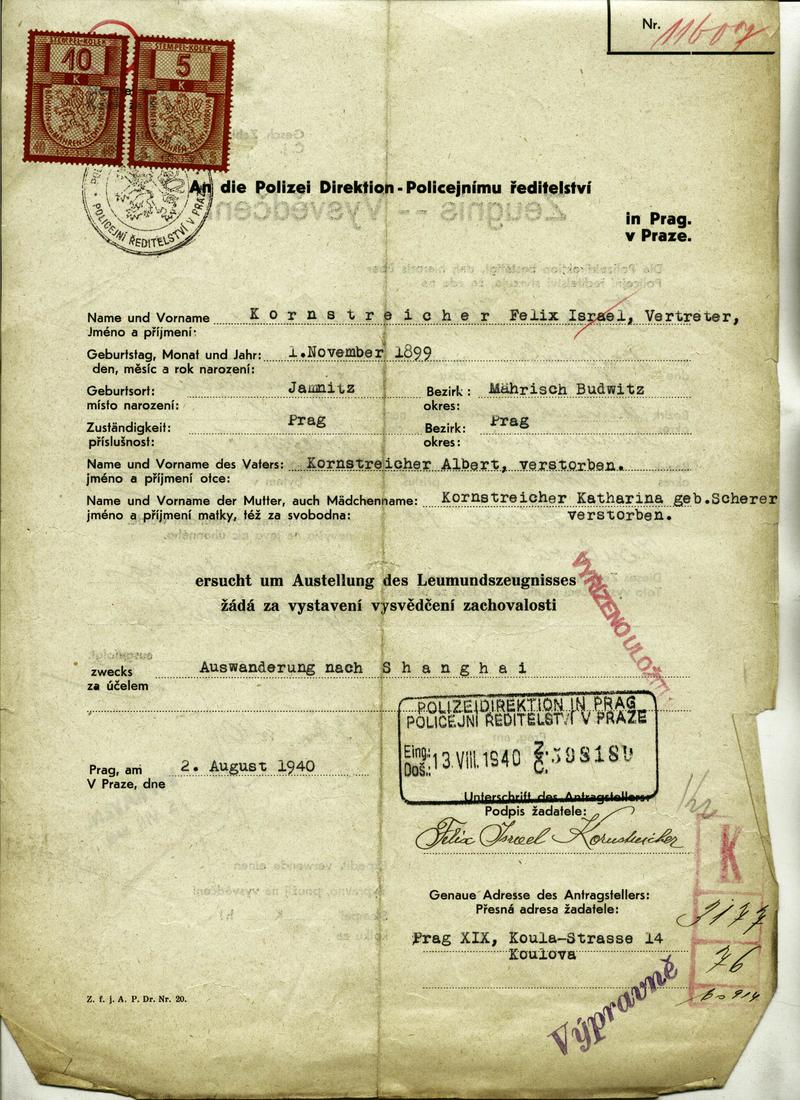 Nr. 11607
STEMPEL-KOLEK
10
K
STEMPEL-KOLEK
5
K
POLICEJNÍ ŘEDITELSTVÍ V PRAZE
An die Polizei Direktion - Policejnímu ředitelství
in Prag.
v Praze.
Name und Vorname Kornstreicher Felix Israel, Vertreter,
Jméno a příjmení:
Geburtstag, Monat und Jahr: 1.November 1899
den, měsíc a rok narození:
Geburtsort: Jamnitz Bezirk: Mährisch Budwitz
místo narození: okres:
Zuständigkeit: Prag Bezirk: Prag
příslušnost: okres:
Name und Vorname des Vaters: Kornstreicher Albert, verstorben.
jméno a příjmení otce:
Name und Vorname der Mutter, auch Mädchenname: Kornstreicher Katharina geb.Scherer
jméno a příjmení matky, též za svobodna: verstorben.
ersucht um Austellung des Leumundszeugnisses
žádá za vystavení vysvědčení zachovalosti
VYŘÍZENO ULOŽITI
zwecks Auswanderung nach Shanghai
za účelem
POLIZEIDIREKTION IN PRAG
POLICEJNÍ ŘEDITELSTVÍ V PRAZE
Eing.: 13.VIII.1940 Z.
Doš.: Č.
Prag, am 2. August 1940
V Praze, dne
Unterschrift des Antragstellers:
Podpis žadatele:
Felix Israel Kornstreicher
K
3177
76
Genaue Adresse des Antragstellers:
Přesná adresa žadatele:
Prag XIX, Koula-Strasse 14
Koulova
Výpravně
Z. f. j. A. P. Dr. Nr. 20.